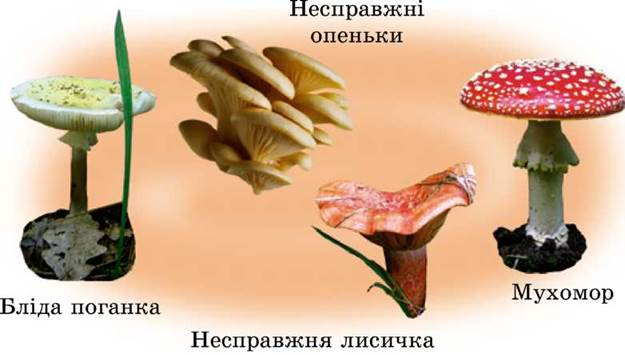 Несправжні
опеньки
Бліда поганка
Мухомор
Несправжня лисичка